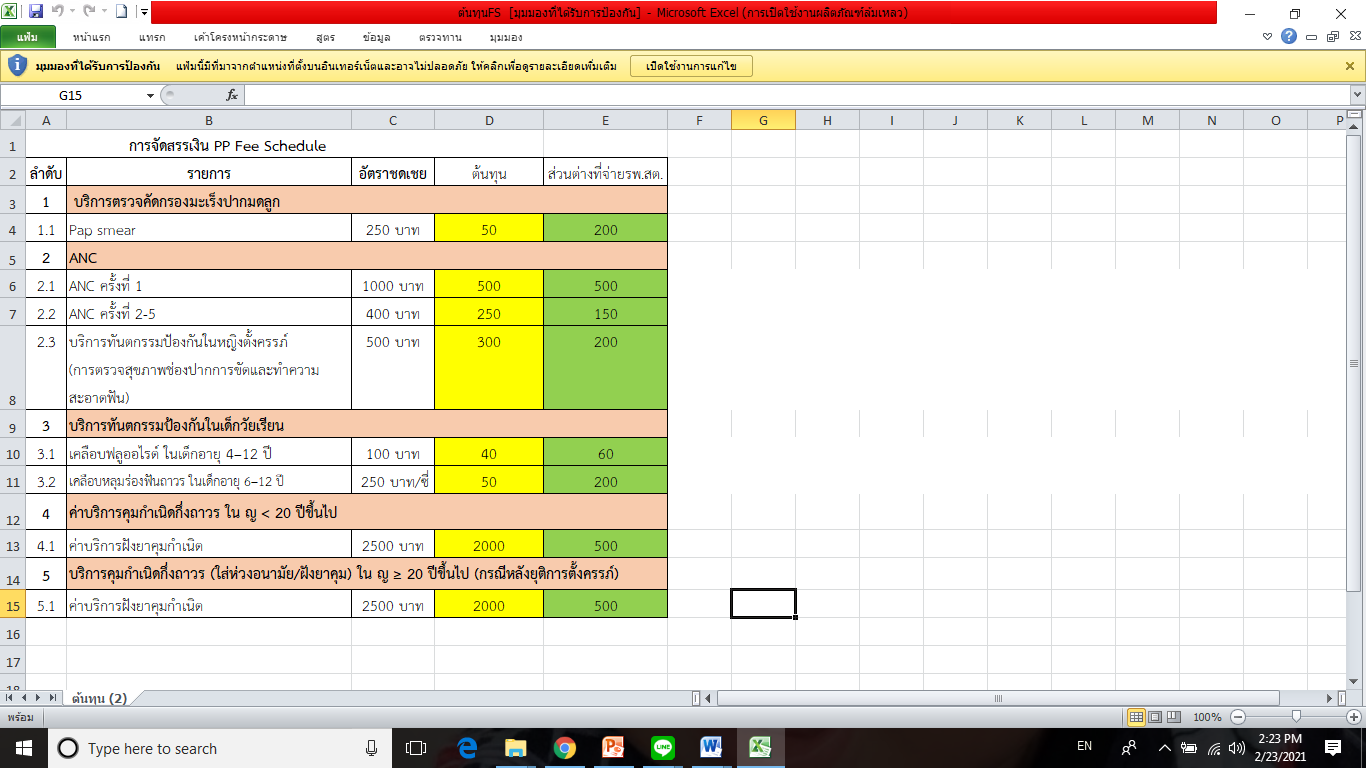 ต้นทุนFS [มุมมองที่ได้รับการป้องกัน] - Microsoft Excel (การเปิดใช้งานผลิตภัณฑ์ล้มเหลว)
แฟ้ม หน้าแรก แทรก เค้าโครงหน้ากระดาษ สูตร ข้อมูล ตรวจทาน มุมมอง
มุมมองที่ได้รับการป้องกัน แฟ้มนี้มีที่มาจากตำแหน่งที่ตั้งบนอินเทอร์เน็ตและอาจไม่ปลอดภัย ให้คลิกเพื่อดูรายละเอียดเพิ่มเติม เปิดใช้งานการแก้ไข
G15 fx
A B C D E F G H I J K L M N O P
1 การจัดสรรเงิน PP Fee Schedule
2 ลำดับ รายการ อัตราชดเชย ต้นทุน ส่วนต่างที่จ่ายรพ.สต.
3 1 บริการตรวจคัดกรองมะเร็งปากมดลูก
4 1.1 Pap smear 250 บาท 50 200
5 2 ANC
6 2.1 ANC ครั้งที่ 1 1000 บาท 500 500
7 2.2 ANC ครั้งที่ 2-5 400 บาท 250 150
2.3 บริการทันตกรรมป้องกันในหญิงตั้งครรภ์ 500 บาท 300 200
(การตรวจสุขภาพช่องปากการขัดและทำความ
8 สะอาดฟัน)
9 3 บริการทันตกรรมป้องกันในเด็กวัยเรียน
10 3.1 เคลือบฟลูออไรด์ ในเด็กอายุ 4–12 ปี 100 บาท 40 60
11 3.2 เคลือบหลุมร่องฟันถาวร ในเด็กอายุ 6–12 ปี 250 บาท/ซี่ 50 200
12 4 ค่าบริการคุมกำเนิดกึ่งถาวร ใน ญ < 20 ปีขึ้นไป
13 4.1 ค่าบริการฝังยาคุมกำเนิด 2500 บาท 2000 500
14 5 บริการคุมกำเนิดกึ่งถาวร (ใส่ห่วงอนามัย/ฝังยาคุม) ใน ญ ≥ 20 ปีขึ้นไป (กรณีหลังยุติการตั้งครรภ์)
15 5.1 ค่าบริการฝังยาคุมกำเนิด 2500 บาท 2000 500
16
17
18
ต้นทุน (2)
พร้อม 100%
Type here to search EN 2:23 PM
2/23/2021